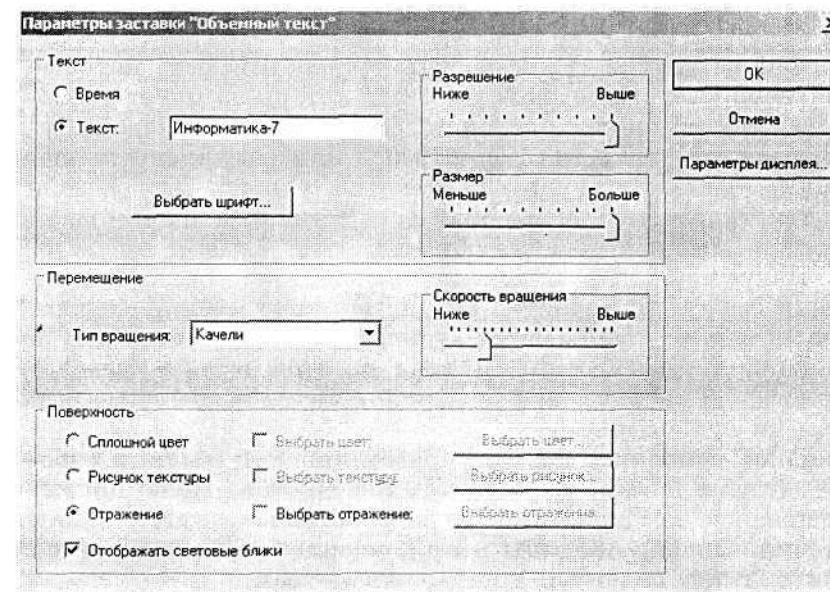 Параметры заставки "Объемный текст"
Текст
Время
Текст:
Информатика-7
Выбрать шрифт...
Разрешение
Ниже
Выше
Размер
Меньше
Больше
OK
Отмена
Параметры дисплея...
Перемещение
Тип вращения:
Качели
Скорость вращения
Ниже
Выше
Поверхность
Сплошной цвет
Выбрать цвет:
Выбрать цвет...
Рисунок текстуры
Выбрать текстуру:
Выбрать рисунок...
Отражение
Выбрать отражение:
Выбрать отражение...
Отображать световые блики